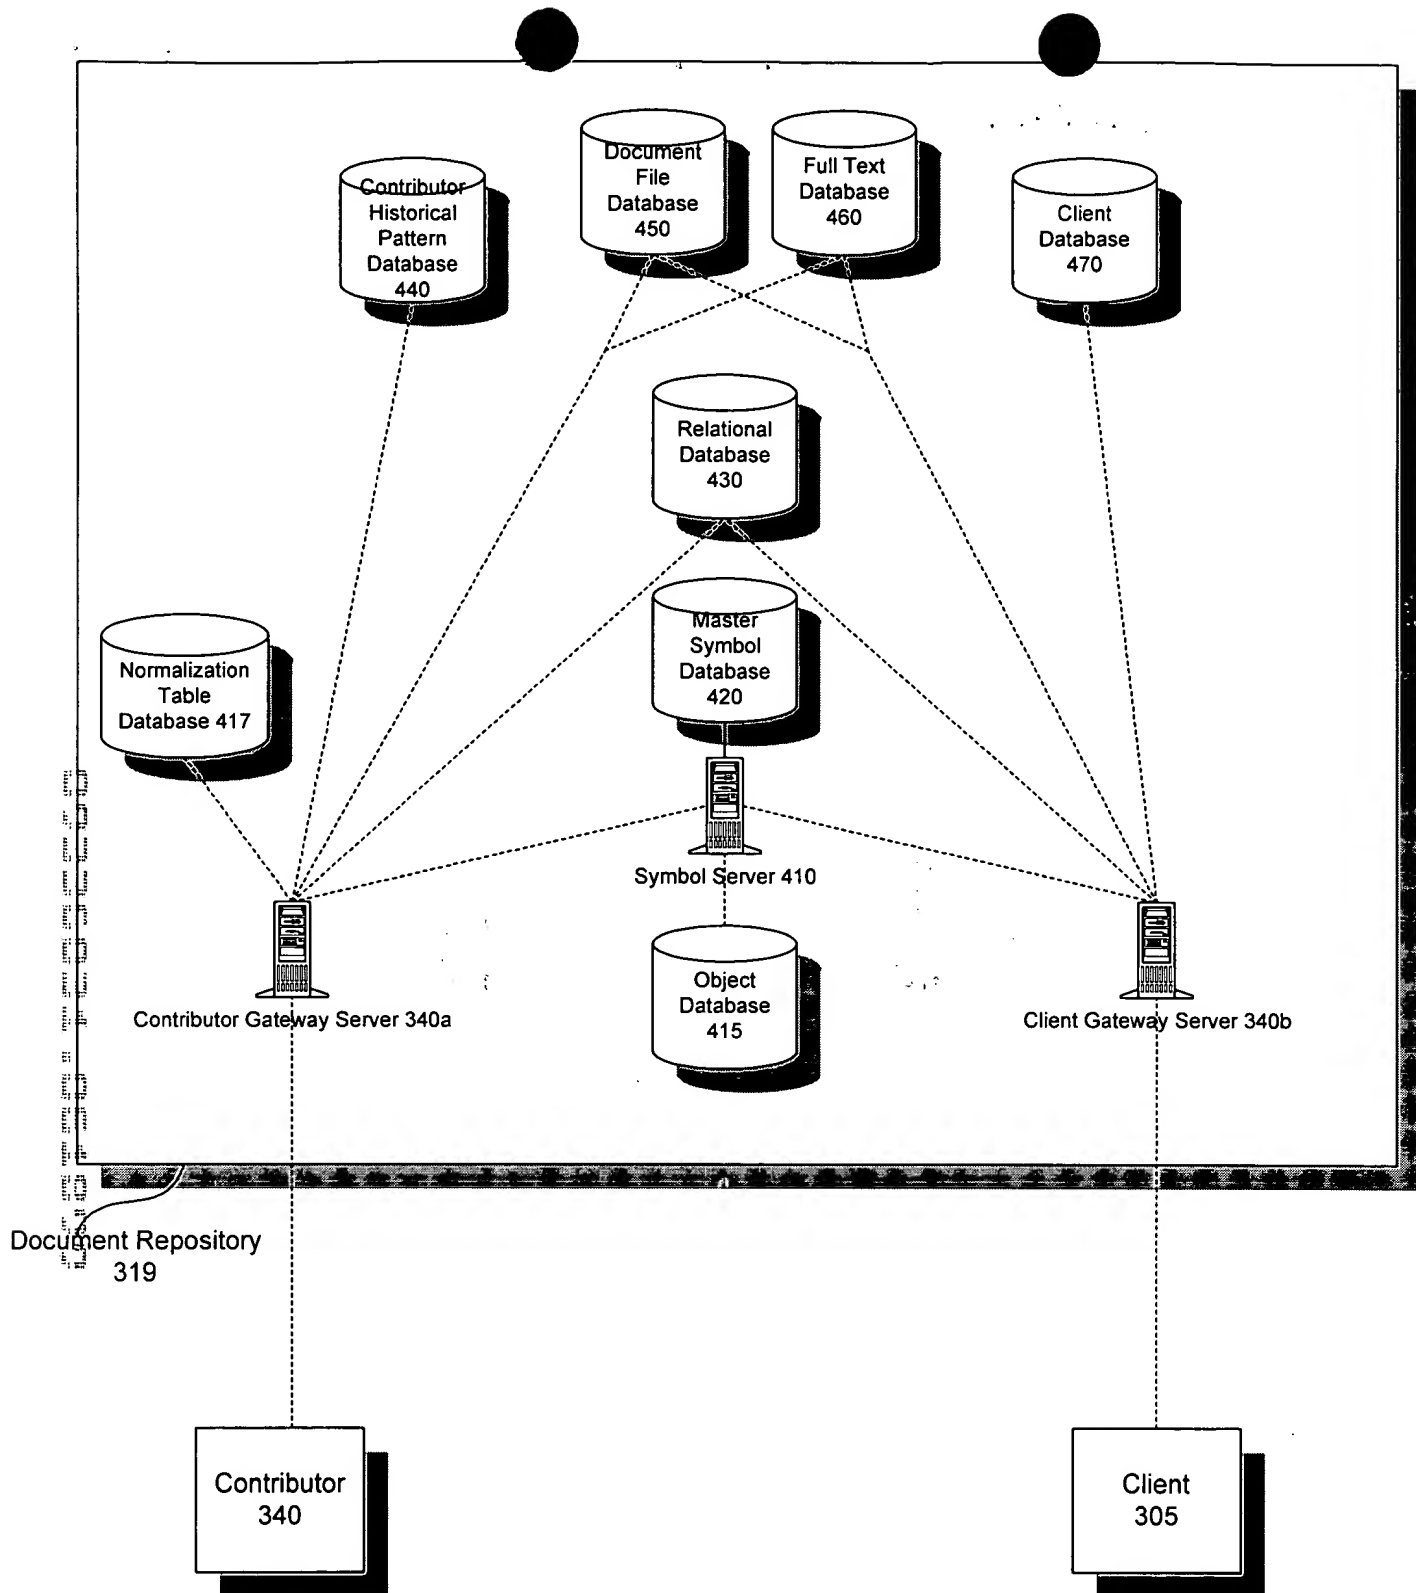 Document
File
Database
450
Full Text
Database
460
Contributor
Historical
Pattern
Database
440
Client
Database
470
Relational
Database
430
Master
Symbol
Database
420
Normalization
Table
Database 417
Symbol Server 410
Object
Database
415
Contributor Gateway Server 340a
Client Gateway Server 340b
Document Repository
319
Contributor
340
Client
305